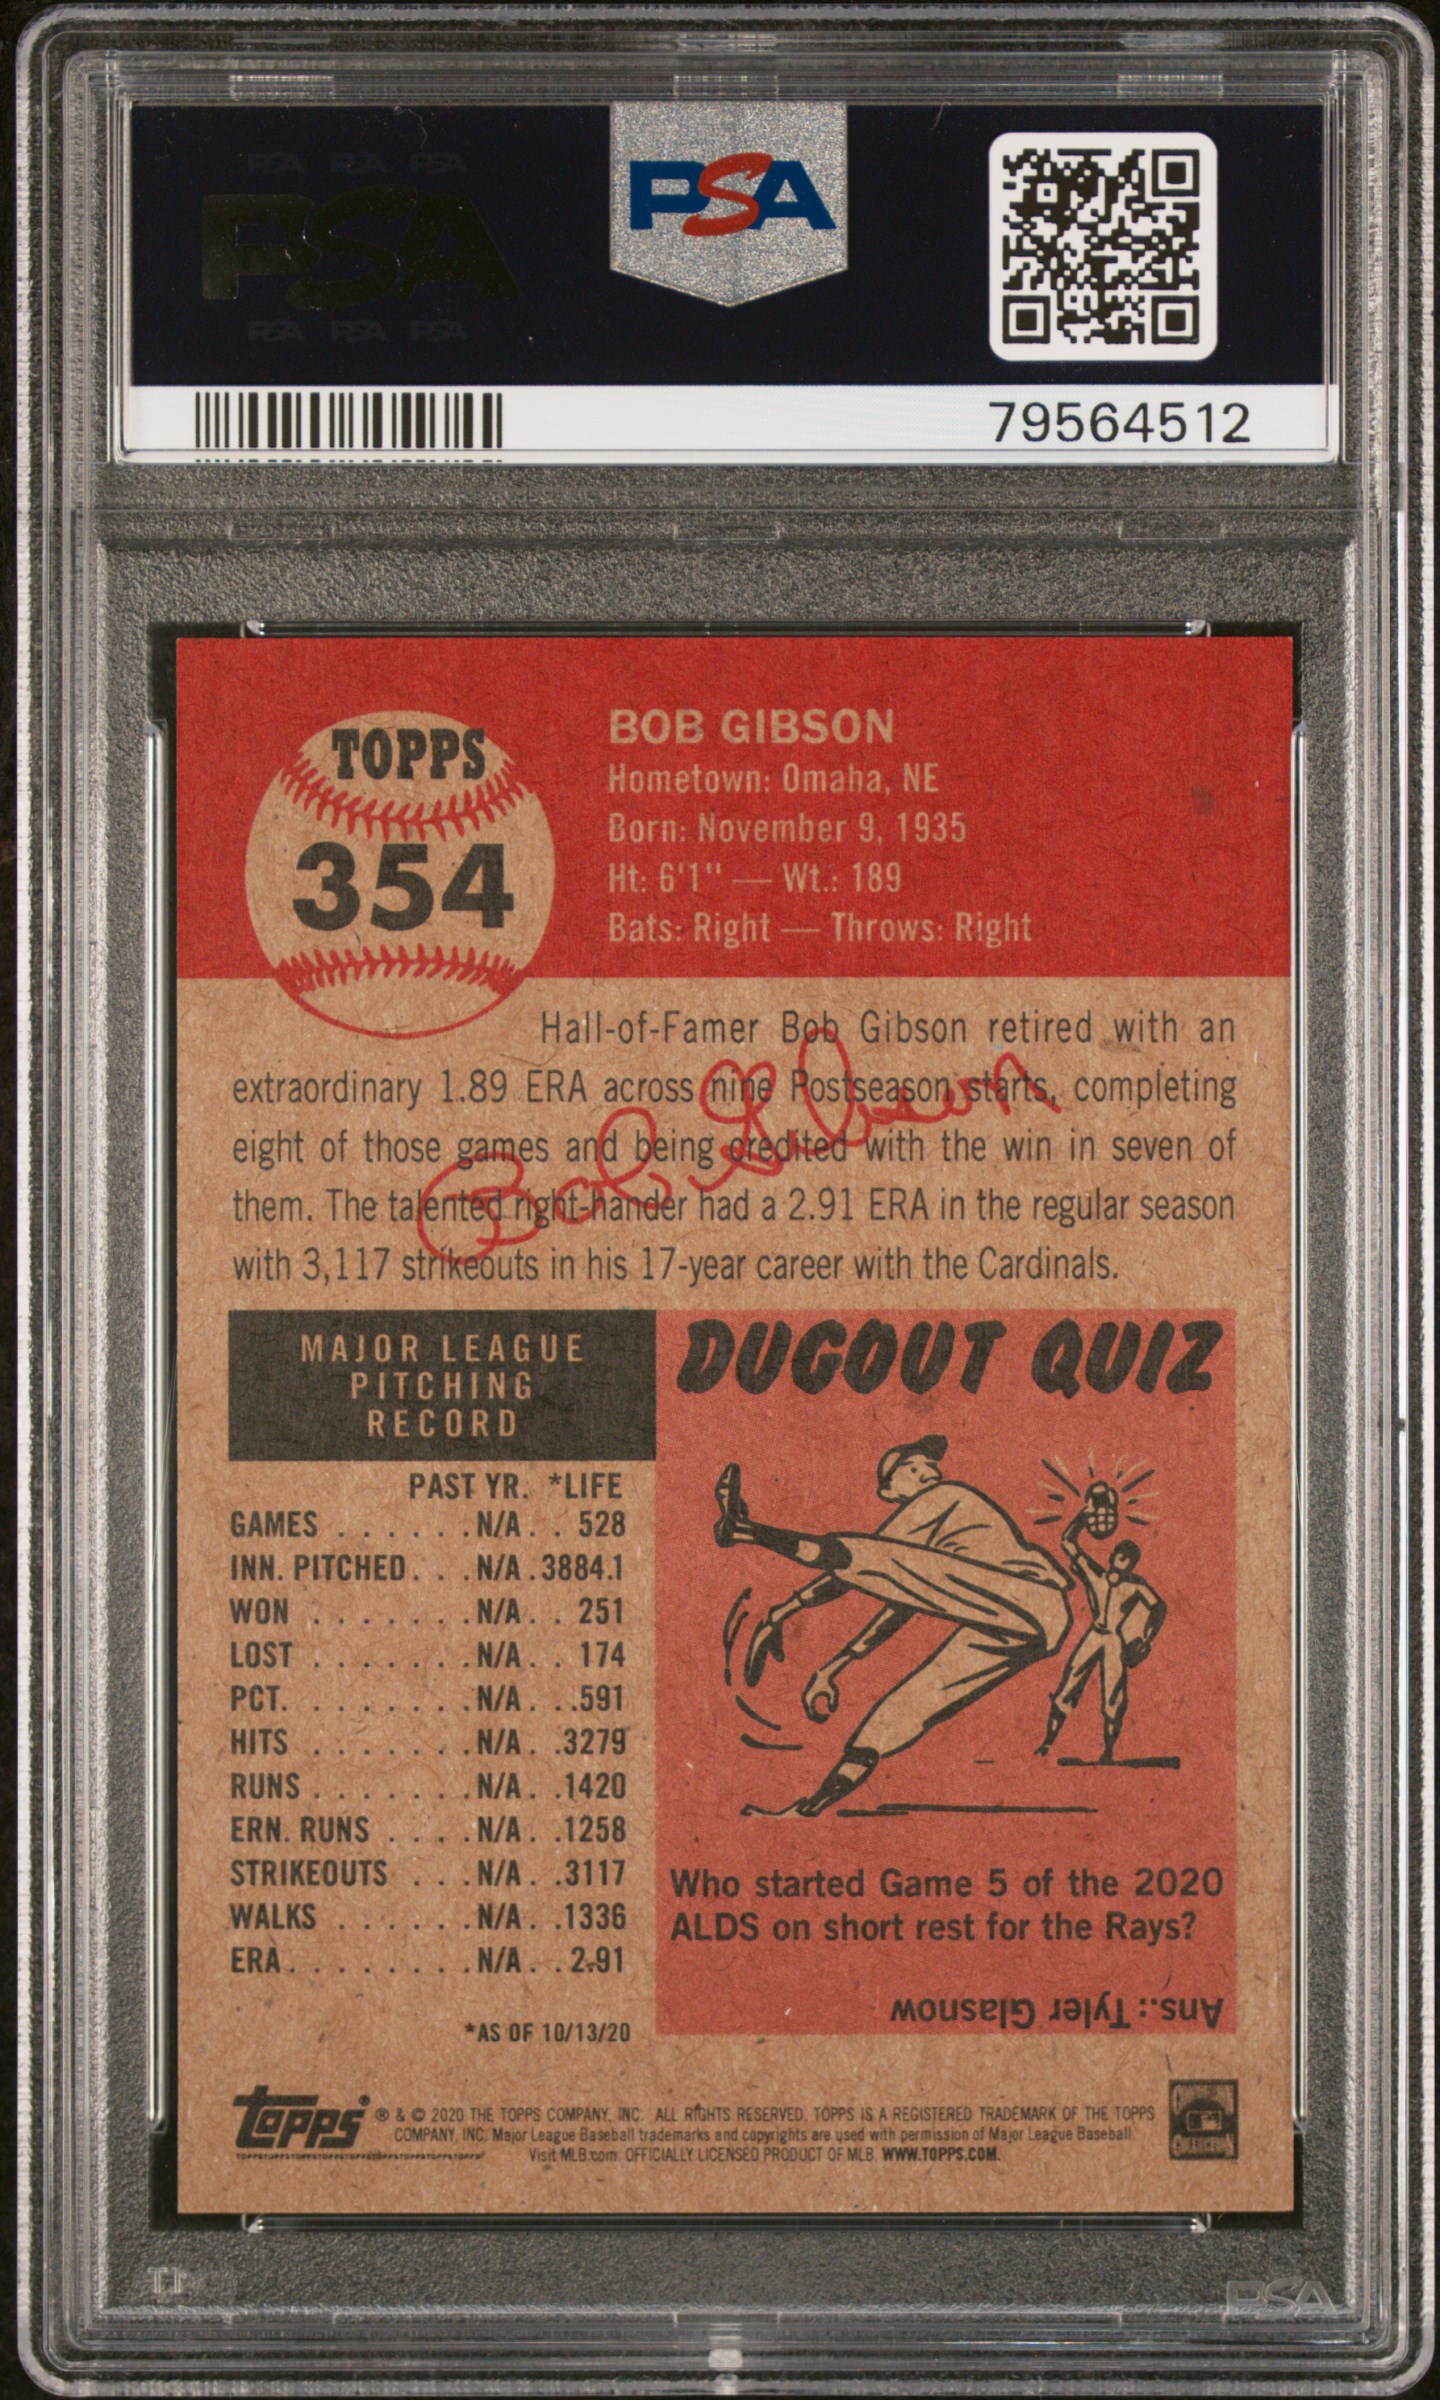 PSA PSA PSA
PSA
PSA PSA PSA
PSA
79564512
TOPPS
354
BOB GIBSON
Hometown: Omaha, NE
Born: November 9, 1935
Ht: 6'1" — Wt.: 189
Bats: Right — Throws: Right
Hall-of-Famer Bob Gibson retired with an
extraordinary 1.89 ERA across nine Postseason starts, completing
eight of those games and being credited with the win in seven of
them. The talented right-hander had a 2.91 ERA in the regular season
with 3,117 strikeouts in his 17-year career with the Cardinals.
Bob Gibson
MAJOR LEAGUE
PITCHING
RECORD
PAST YR. *LIFE
GAMES . . . . . . N/A . . 528
INN. PITCHED . . . N/A . 3884.1
WON . . . . . . . N/A . . 251
LOST . . . . . . . N/A . . 174
PCT. . . . . . . . N/A . . .591
HITS . . . . . . . N/A . . 3279
RUNS . . . . . . . N/A . . 1420
ERN. RUNS . . . . N/A . . 1258
STRIKEOUTS . . . N/A . . 3117
WALKS . . . . . . N/A . . 1336
ERA . . . . . . . . N/A . . 2.91
*AS OF 10/13/20
DUGOUT QUIZ
Who started Game 5 of the 2020
ALDS on short rest for the Rays?
Ans.: Tyler Glasnow
topps® ® & © 2020 THE TOPPS COMPANY, INC. ALL RIGHTS RESERVED. TOPPS IS A REGISTERED TRADEMARK OF THE TOPPS
COMPANY, INC. Major League Baseball trademarks and copyrights are used with permission of Major League Baseball.
Visit MLB.com. OFFICIALLY LICENSED PRODUCT OF MLB. WWW.TOPPS.COM.
PSA